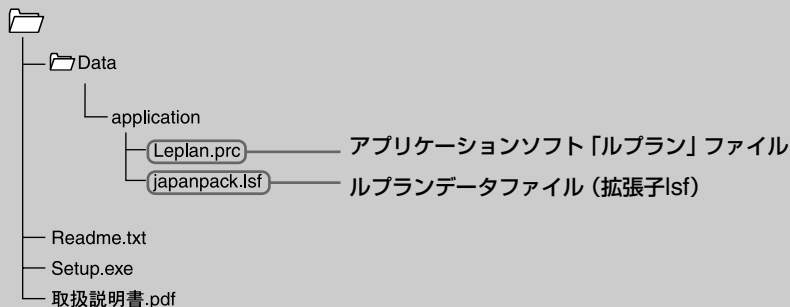 Data
application
Leplan.prc アプリケーションソフト「ルプラン」ファイル
japanpack.lsf ルプランデータファイル（拡張子lsf）
Readme.txt
Setup.exe
取扱説明書.pdf